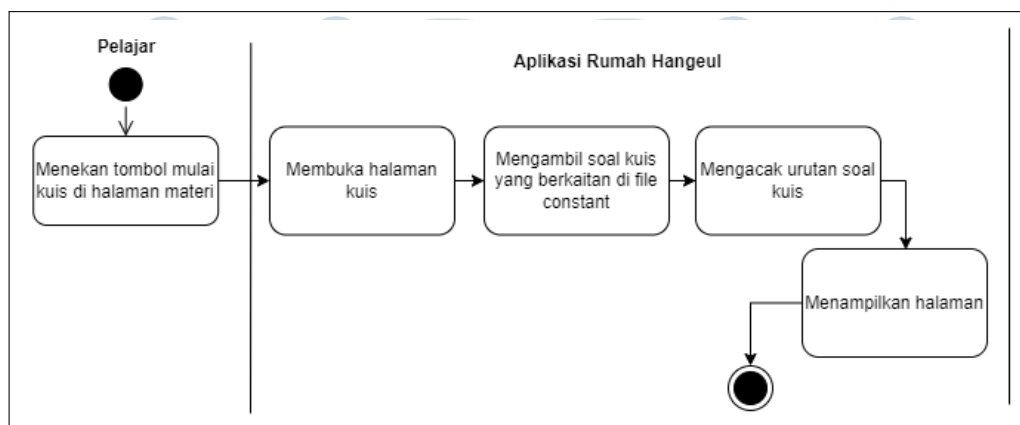 Pelajar
Aplikasi Rumah Hangeul
Menekan tombol mulai
kuis di halaman materi
Membuka halaman
kuis
Mengambil soal kuis
yang berkaitan di file
constant
Mengacak urutan soal
kuis
Menampilkan halaman